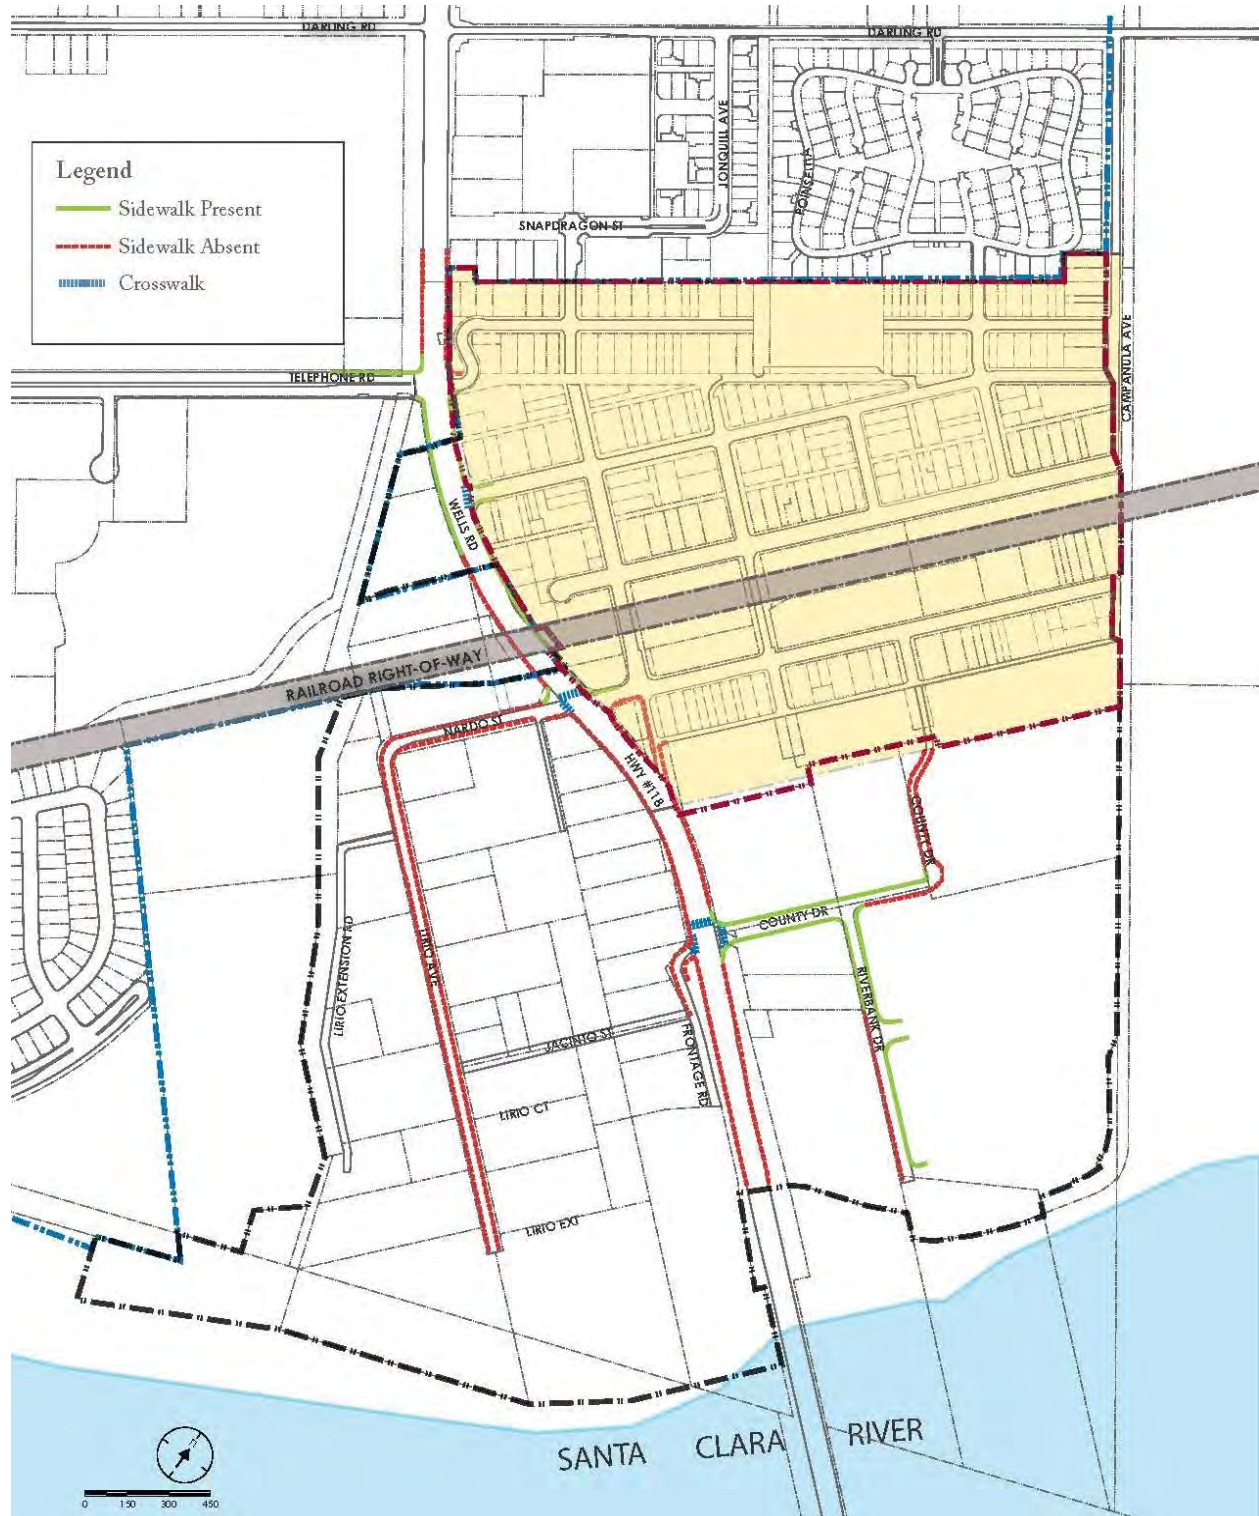 DARLING RD
DARLING RD
JONQUILL AVE
POINSETTIA
Legend
Sidewalk Present
Sidewalk Absent
Crosswalk
SNAPDRAGON ST
CAMPANULA AVE
TELEPHONE RD
WELLS RD
RAILROAD RIGHT-OF-WAY
NARDO ST
HWY #118
COUNTY DR
COUNTY DR
LIRIO EXTENSION RD
LIRIO AVE
RIVERBANK DR
JACINTO ST
FRONTAGE RD
LIRIO CT
LIRIO EXT
SANTA CLARA RIVER
0 150 300 450